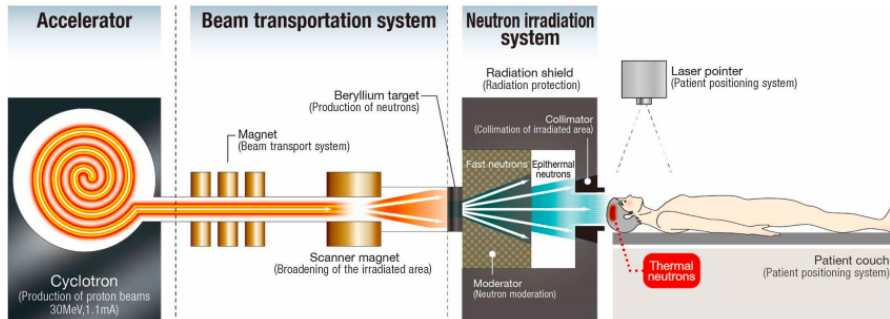 Accelerator
Beam transportation system
Neutron irradiation
system
Radiation shield
(Radiation protection)
Laser pointer
(Patient positioning system)
Beryllium target
(Production of neutrons)
Magnet
(Beam transport system)
Collimator
(Collimation of irradiated area)
Fast neutrons
Epithermal
neutrons
Scanner magnet
(Broadening of the irradiated area)
Moderator
(Neutron moderation)
Cyclotron
(Production of proton beams
30MeV,1.1mA)
Thermal
neutrons
Patient couch
(Patient positioning system)